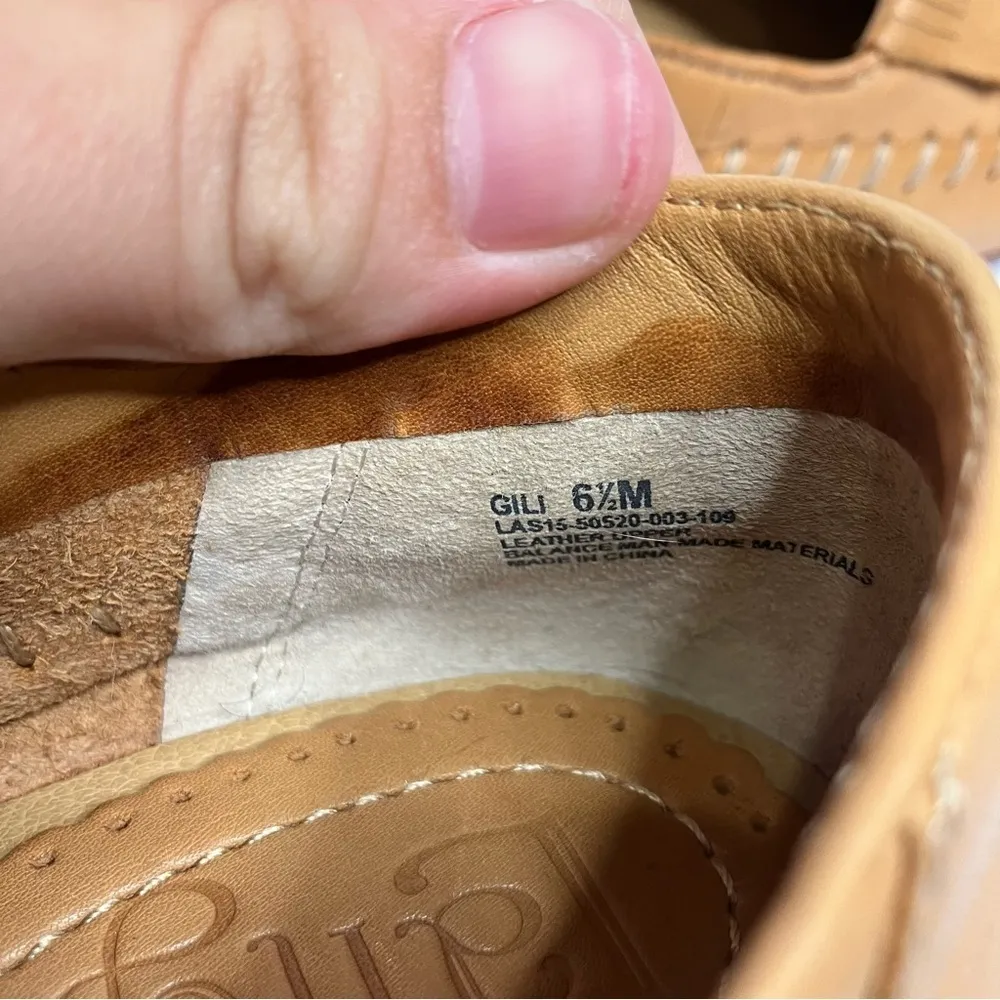 GILI 6½M
LAS15-50520-003-109
LEATHER UPPER
BALANCE MAN MADE MATERIALS
MADE IN CHINA